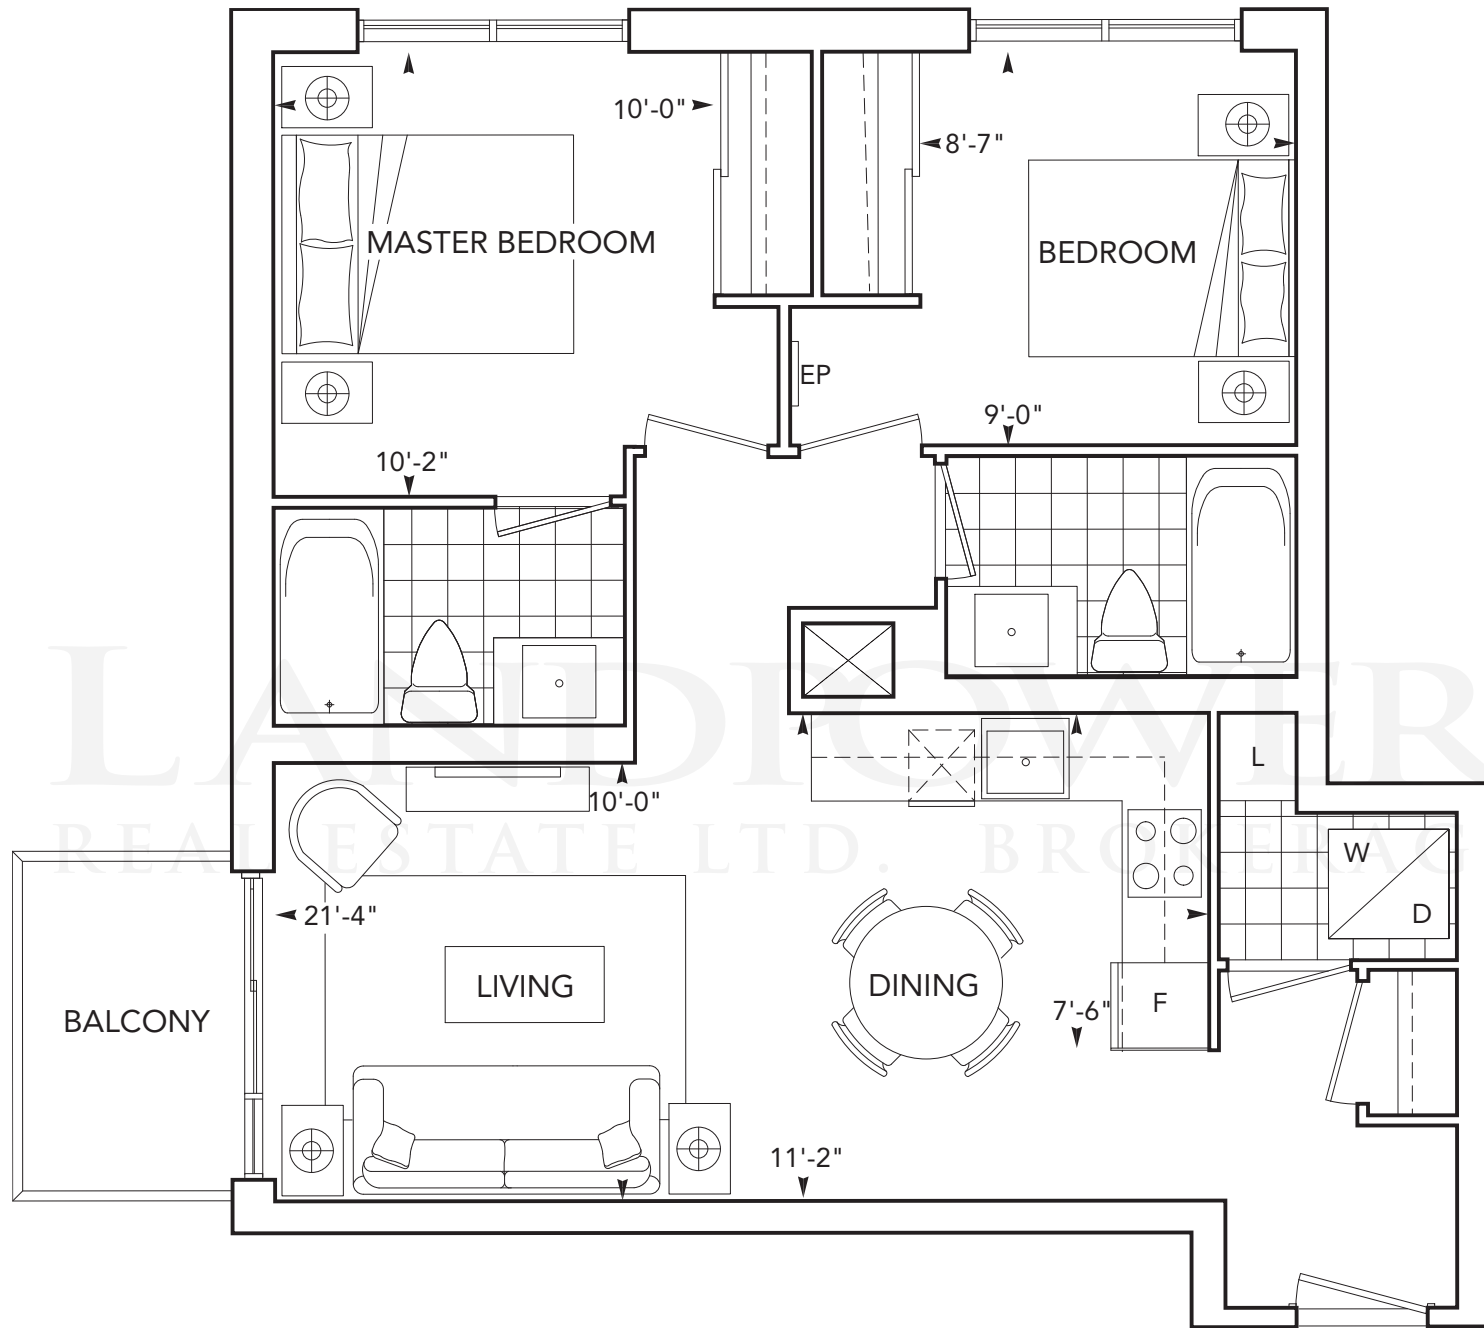 10'-0"
8'-7"
MASTER BEDROOM
BEDROOM
EP
9'-0"
10'-2"
LANDPOWER
L
10'-0"
REAL ESTATE LTD. BROKERAG
W
D
21'-4"
LIVING
DINING
BALCONY
7'-6"
F
11'-2"